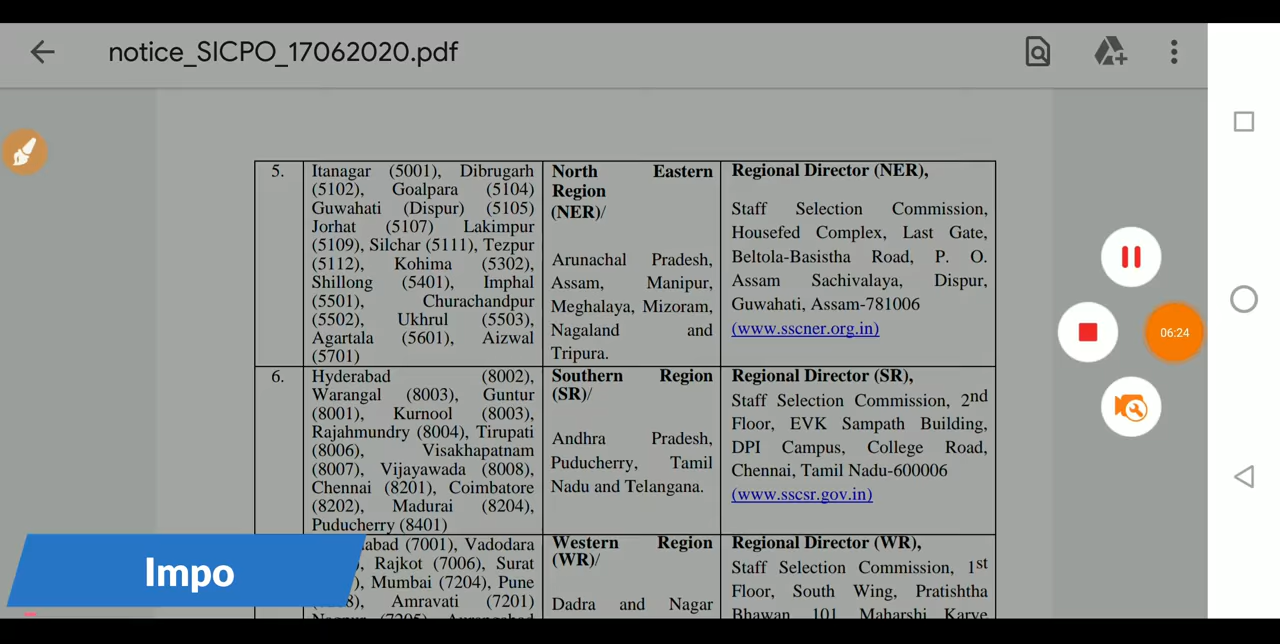 notice_SICPO_17062020.pdf
5.
Itanagar (5001), Dibrugarh
(5102), Goalpara (5104)
Guwahati (Dispur) (5105)
Jorhat (5107) Lakimpur
(5109), Silchar (5111), Tezpur
(5112), Kohima (5302),
Shillong (5401), Imphal
(5501), Churachandpur
(5502), Ukhrul (5503),
Agartala (5601), Aizwal
(5701)
North Eastern
Region
(NER)/
Arunachal Pradesh,
Assam, Manipur,
Meghalaya, Mizoram,
Nagaland and
Tripura.
Regional Director (NER),
Staff Selection Commission,
Housefed Complex, Last Gate,
Beltola-Basistha Road, P. O.
Assam Sachivalaya, Dispur,
Guwahati, Assam-781006
(www.sscner.org.in)
6.
Hyderabad (8002),
Warangal (8003), Guntur
(8001), Kurnool (8003),
Rajahmundry (8004), Tirupati
(8006), Visakhapatnam
(8007), Vijayawada (8008),
Chennai (8201), Coimbatore
(8202), Madurai (8204),
Puducherry (8401)
Southern Region
(SR)/
Andhra Pradesh,
Puducherry, Tamil
Nadu and Telangana.
Regional Director (SR),
Staff Selection Commission, 2nd
Floor, EVK Sampath Building,
DPI Campus, College Road,
Chennai, Tamil Nadu-600006
(www.sscsr.gov.in)
(7001), Vadodara
Rajkot (7006), Surat
Mumbai (7204), Pune
Amravati (7201)
Western Region
(WR)/
Dadra and Nagar
Regional Director (WR),
Staff Selection Commission, 1st
Floor, South Wing, Pratishtha
Bhawan, 101, Maharshi Karve
06:24
Impo